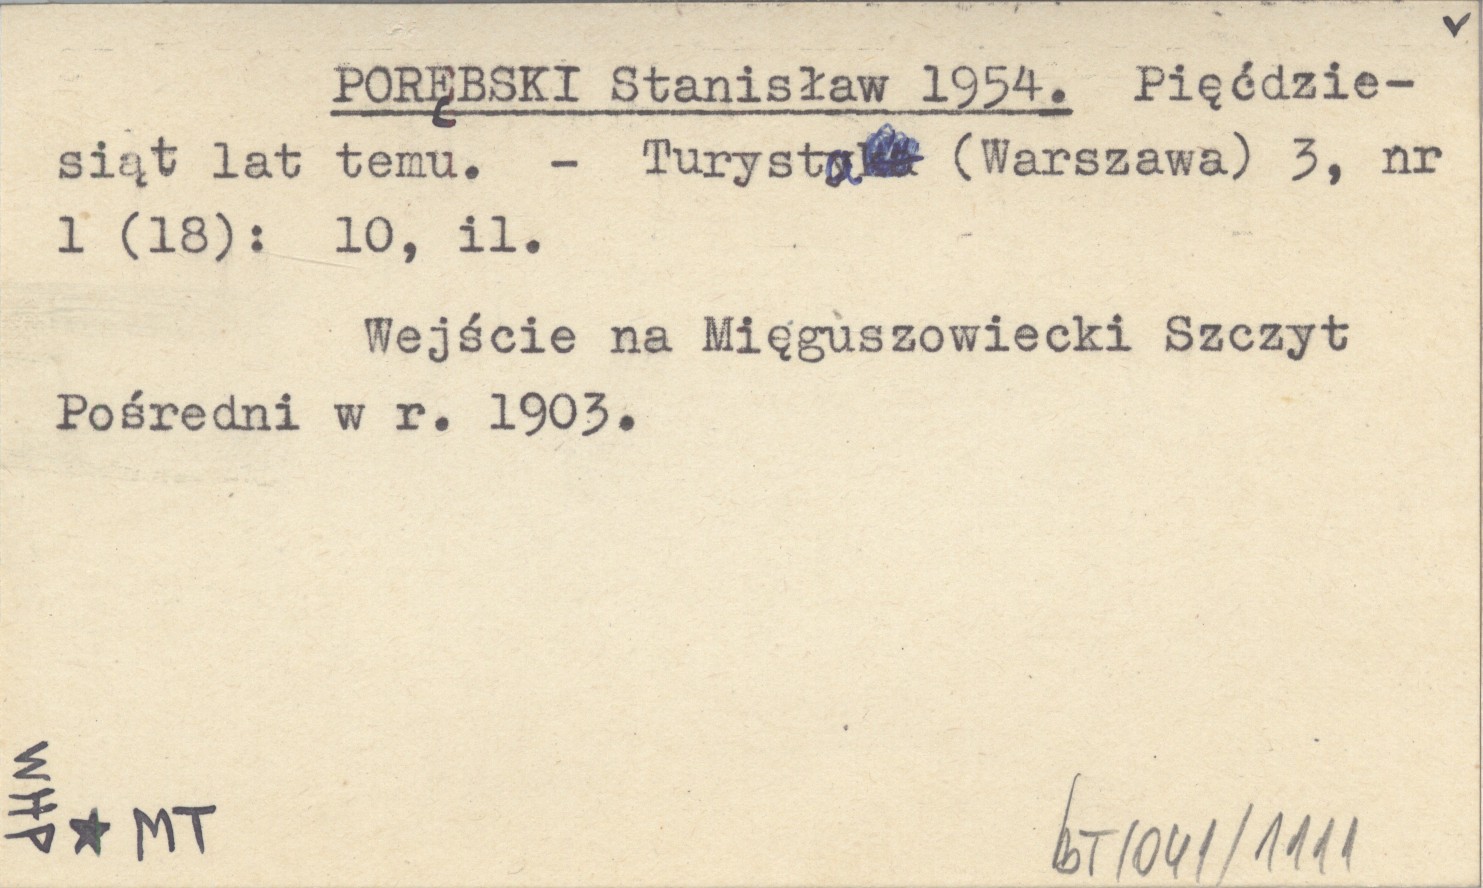 PORĘBSKI Stanisław 1954. Pięćdzie-
siąt lat temu. - Turysta (Warszawa) 3, nr
1 (18): 10, il.
Wejście na Mięguszowiecki Szczyt
Pośredni w r. 1903.
WHP
★ MT
bT/041/1111